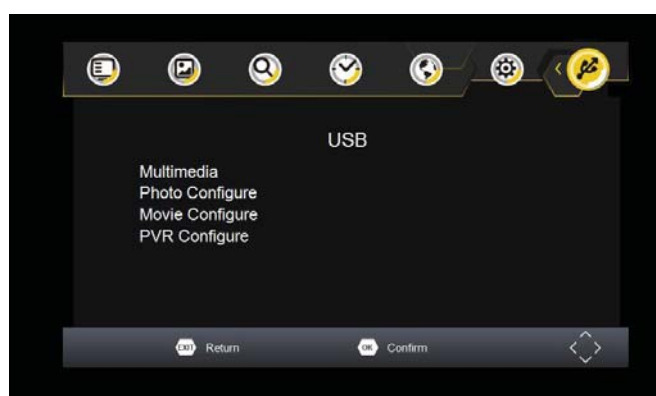 USB
Multimedia
Photo Configure
Movie Configure
PVR Configure
EXIT Return OK Confirm